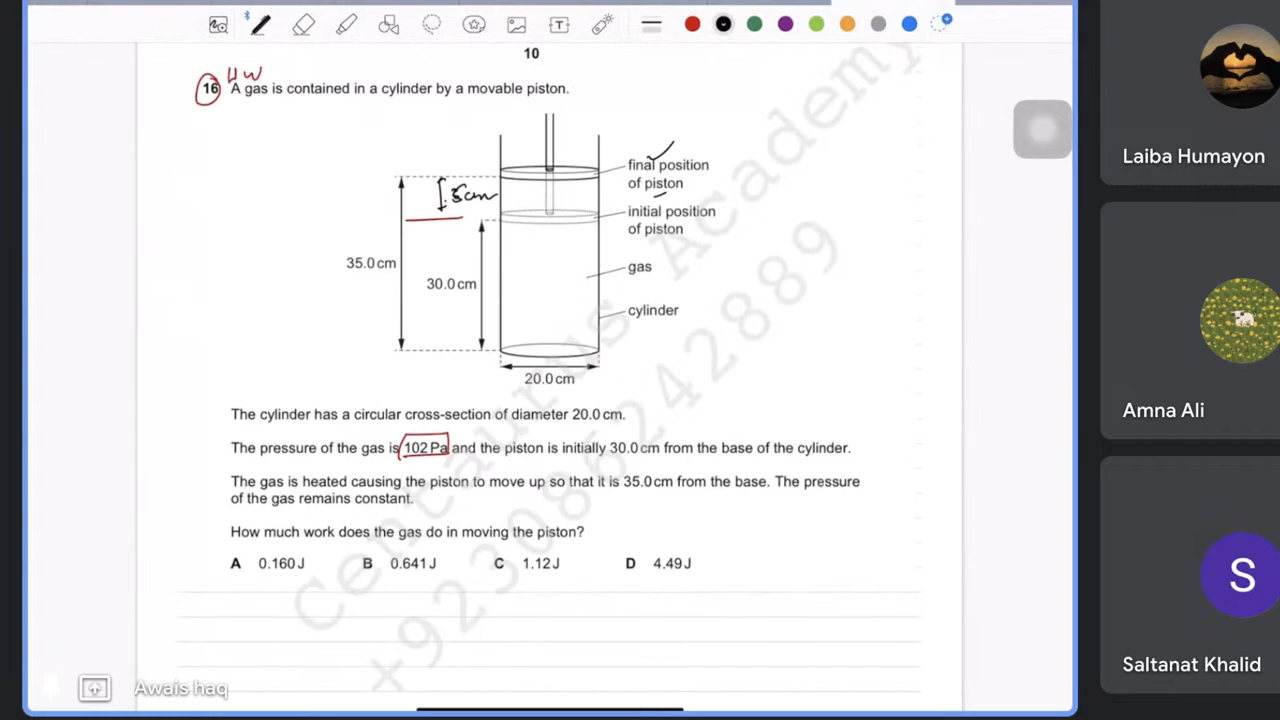 10
HW
16 A gas is contained in a cylinder by a movable piston.
final position
of piston
5cm
initial position
of piston
35.0 cm
30.0 cm
gas
cylinder
20.0 cm
The cylinder has a circular cross-section of diameter 20.0 cm.
The pressure of the gas is 102 Pa and the piston is initially 30.0 cm from the base of the cylinder.
The gas is heated causing the piston to move up so that it is 35.0 cm from the base. The pressure
of the gas remains constant.
How much work does the gas do in moving the piston?
A 0.160 J B 0.641 J C 1.12 J D 4.49 J
Centaurus Academy
+923086242889
Awais haq
Laiba Humayon
Amna Ali
S
Saltanat Khalid